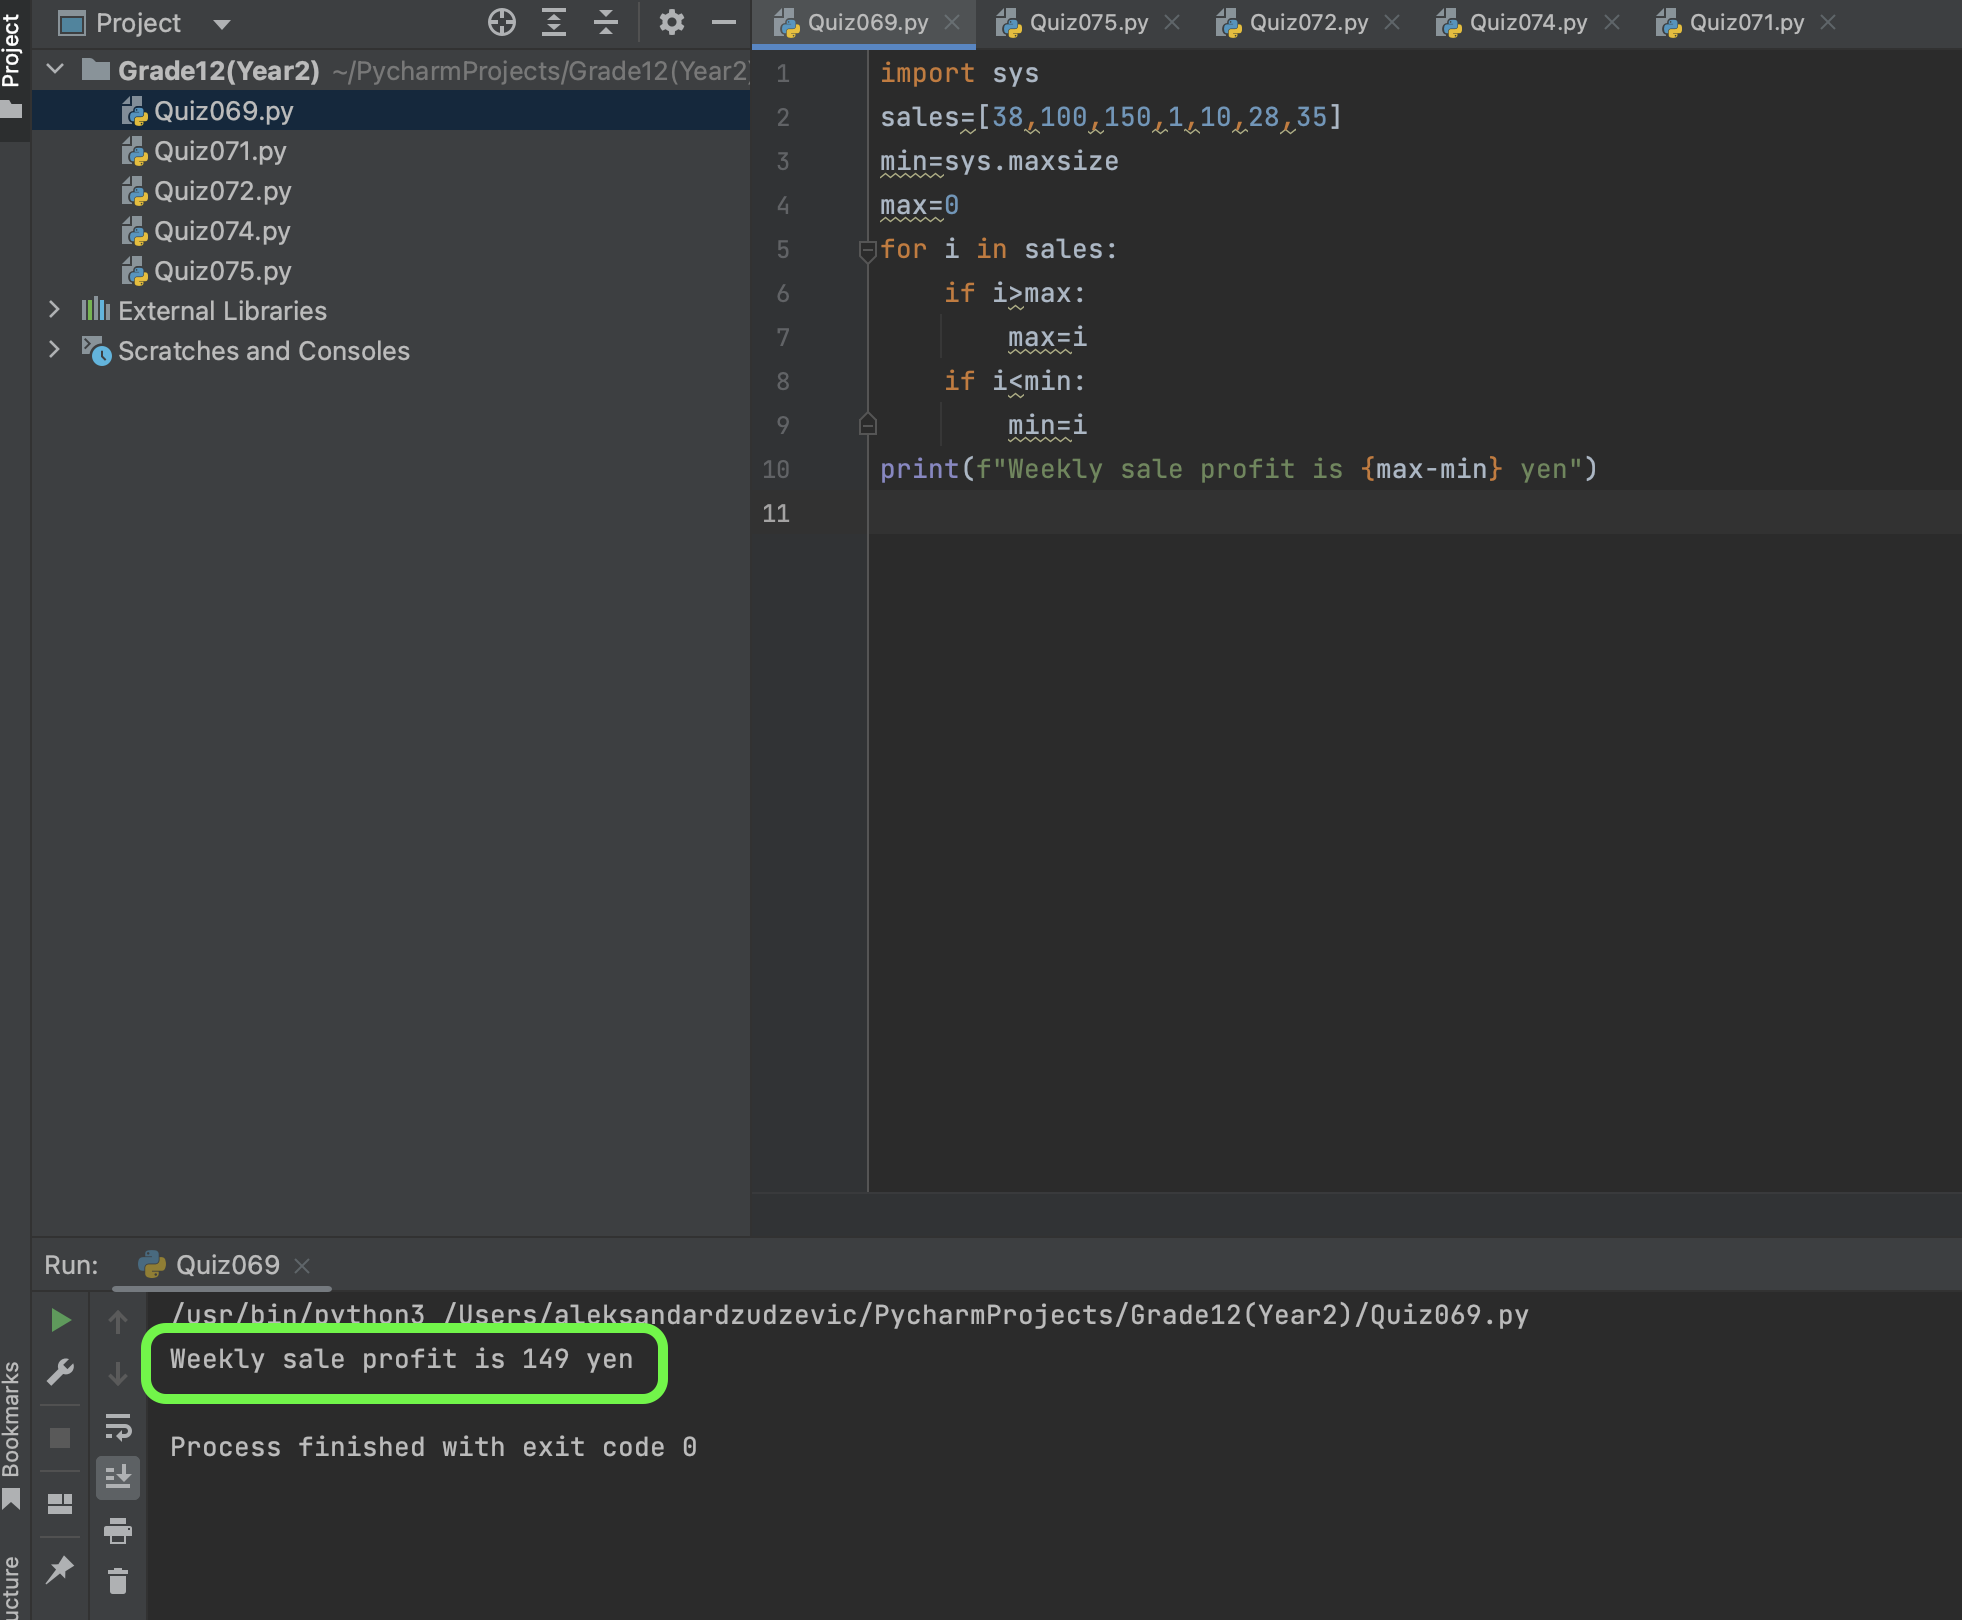 Project
Project
Quiz069.py
Quiz075.py
Quiz072.py
Quiz074.py
Quiz071.py
Grade12(Year2) ~/PycharmProjects/Grade12(Year2)
Quiz069.py
Quiz071.py
Quiz072.py
Quiz074.py
Quiz075.py
External Libraries
Scratches and Consoles
1 import sys
2 sales=[38,100,150,1,10,28,35]
3 min=sys.maxsize
4 max=0
5 for i in sales:
6 if i>max:
7 max=i
8 if i<min:
9 min=i
10 print(f"Weekly sale profit is {max-min} yen")
11
Run: Quiz069
/usr/bin/python3 /Users/aleksandardzudzevic/PycharmProjects/Grade12(Year2)/Quiz069.py
Weekly sale profit is 149 yen
Process finished with exit code 0
Bookmarks
ucture